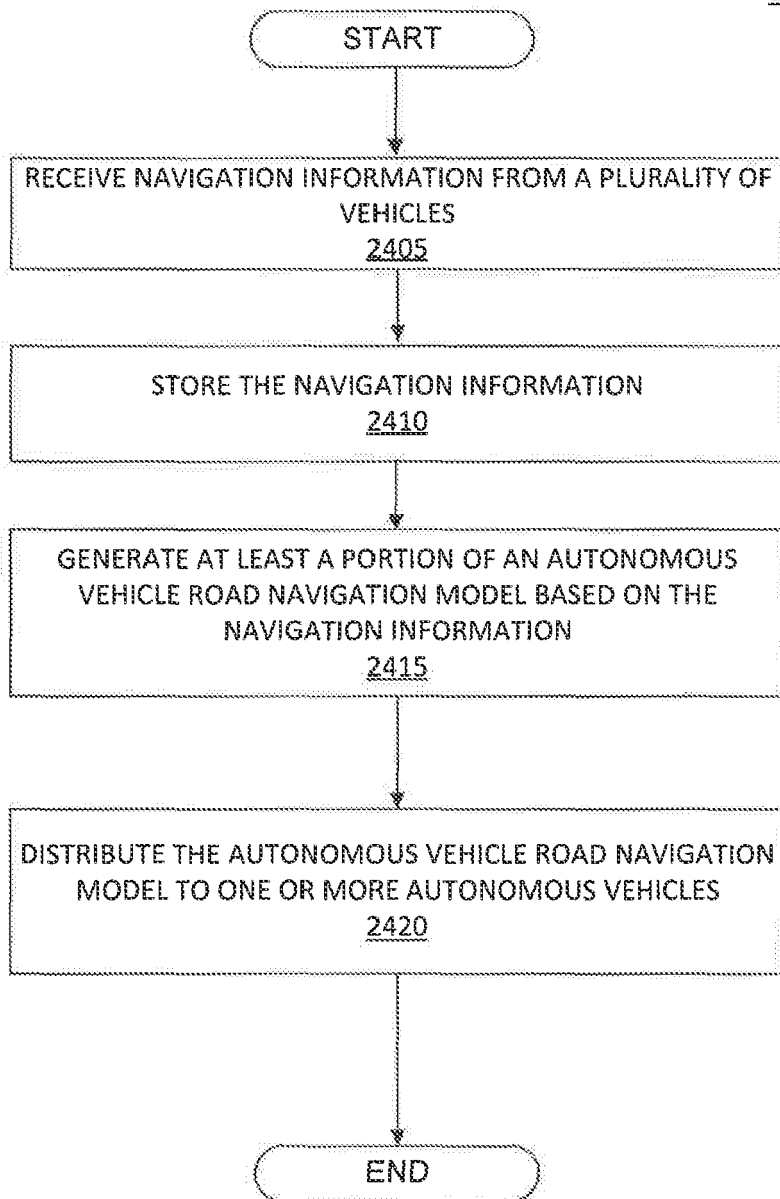 START
RECEIVE NAVIGATION INFORMATION FROM A PLURALITY OF
VEHICLES
2405
STORE THE NAVIGATION INFORMATION
2410
GENERATE AT LEAST A PORTION OF AN AUTONOMOUS
VEHICLE ROAD NAVIGATION MODEL BASED ON THE
NAVIGATION INFORMATION
2415
DISTRIBUTE THE AUTONOMOUS VEHICLE ROAD NAVIGATION
MODEL TO ONE OR MORE AUTONOMOUS VEHICLES
2420
END